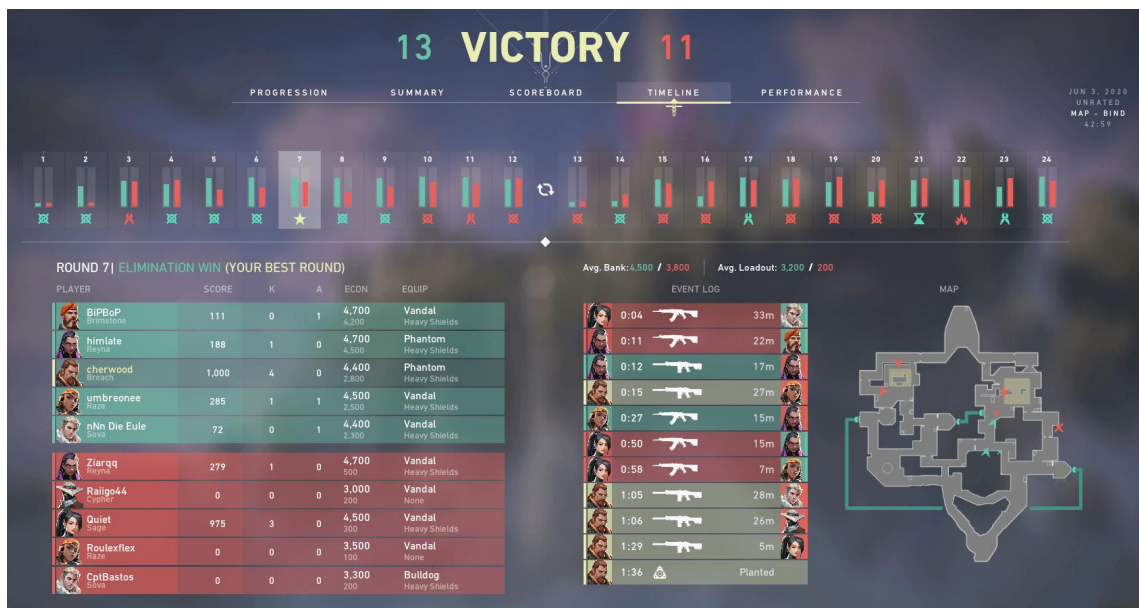 13 VICTORY 11
PROGRESSION SUMMARY SCOREBOARD TIMELINE PERFORMANCE
JUN 3, 2020
UNRATED
MAP - BIND
42:59
1 2 3 4 5 6 7 8 9 10 11 12 13 14 15 16 17 18 19 20 21 22 23 24
ROUND 7| ELIMINATION WIN (YOUR BEST ROUND)
PLAYER SCORE K A ECON EQUIP
BiPBoP 111 0 1 4,700 Vandal
Brimstone 4,200 Heavy Shields
himlate 188 1 0 4,700 Phantom
Reyna 4,500 Heavy Shields
cherwood 1,000 4 0 4,400 Phantom
Breach 2,800 Heavy Shields
umbreonee 285 1 1 4,500 Vandal
Raze 2,500 Heavy Shields
nNn Die Eule 72 0 1 4,400 Vandal
Sova 2,300 Heavy Shields
Ziarqq 279 1 0 4,700 Vandal
Reyna 500 Heavy Shields
Raiigo44 0 0 0 3,000 Vandal
Cypher 200 None
Quiet 975 3 0 4,500 Vandal
Sage 300 Heavy Shields
Roulexflex 0 0 0 3,500 Vandal
Raze 100 None
CptBastos 0 0 0 3,300 Bulldog
Sova 200 Heavy Shields
Avg. Bank:4,500 / 3,800 Avg. Loadout: 3,200 / 200
EVENT LOG
0:04 33m
0:11 22m
0:12 17m
0:15 27m
0:27 15m
0:50 15m
0:58 7m
1:05 28m
1:06 26m
1:29 5m
1:36 Planted
MAP